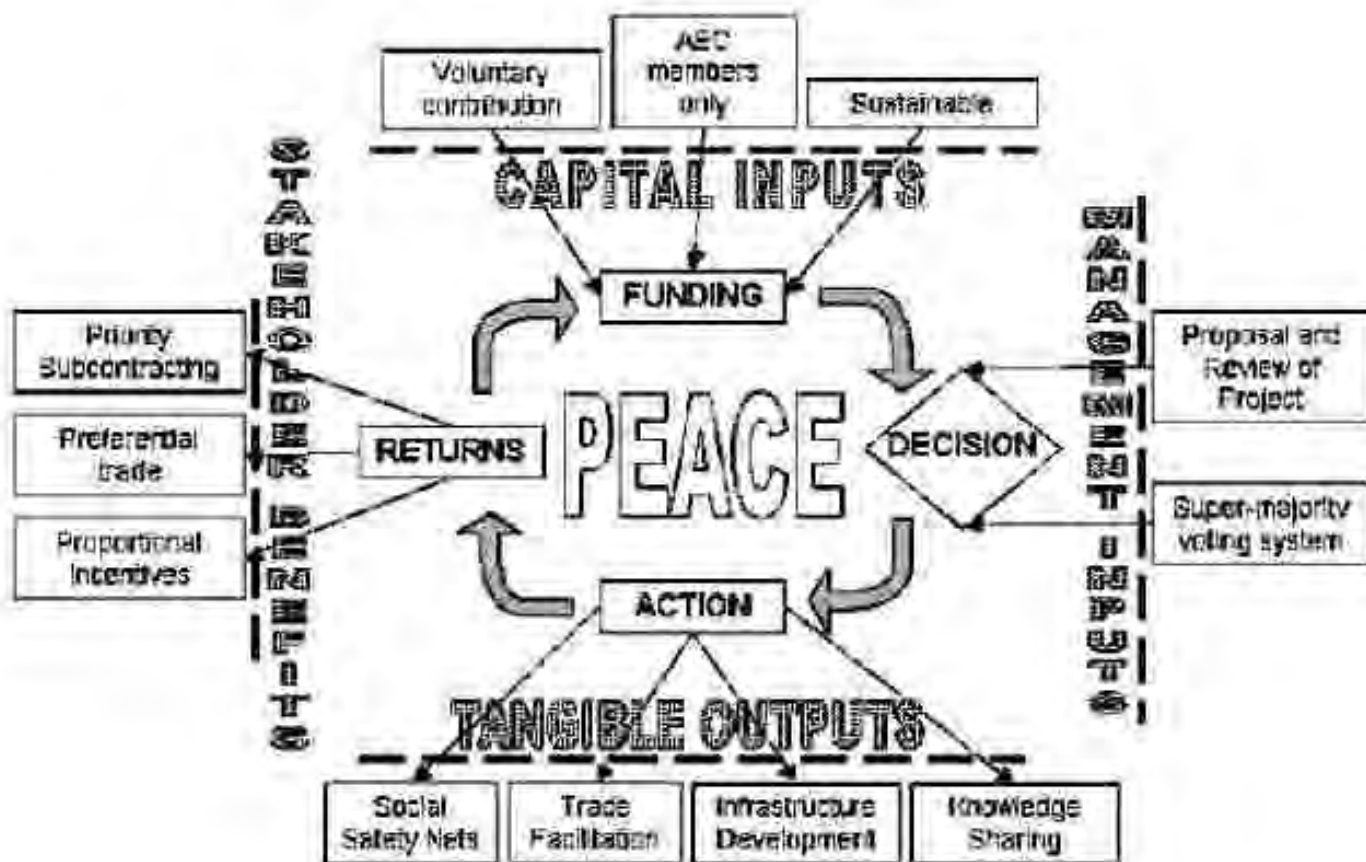 Voluntary
contribution
AEC
members
only
Sustainable
CAPITAL INPUTS
STAKEHOLDER BENEFITS
MANAGEMENT INPUTS
FUNDING
Priority
Subcontracting
Preferential
trade
Proportional
Incentives
RETURNS
PEACE
DECISION
Proposal and
Review of
Project
Super-majority
voting system
ACTION
TANGIBLE OUTPUTS
Social
Safety Nets
Trade
Facilitation
Infrastructure
Development
Knowledge
Sharing